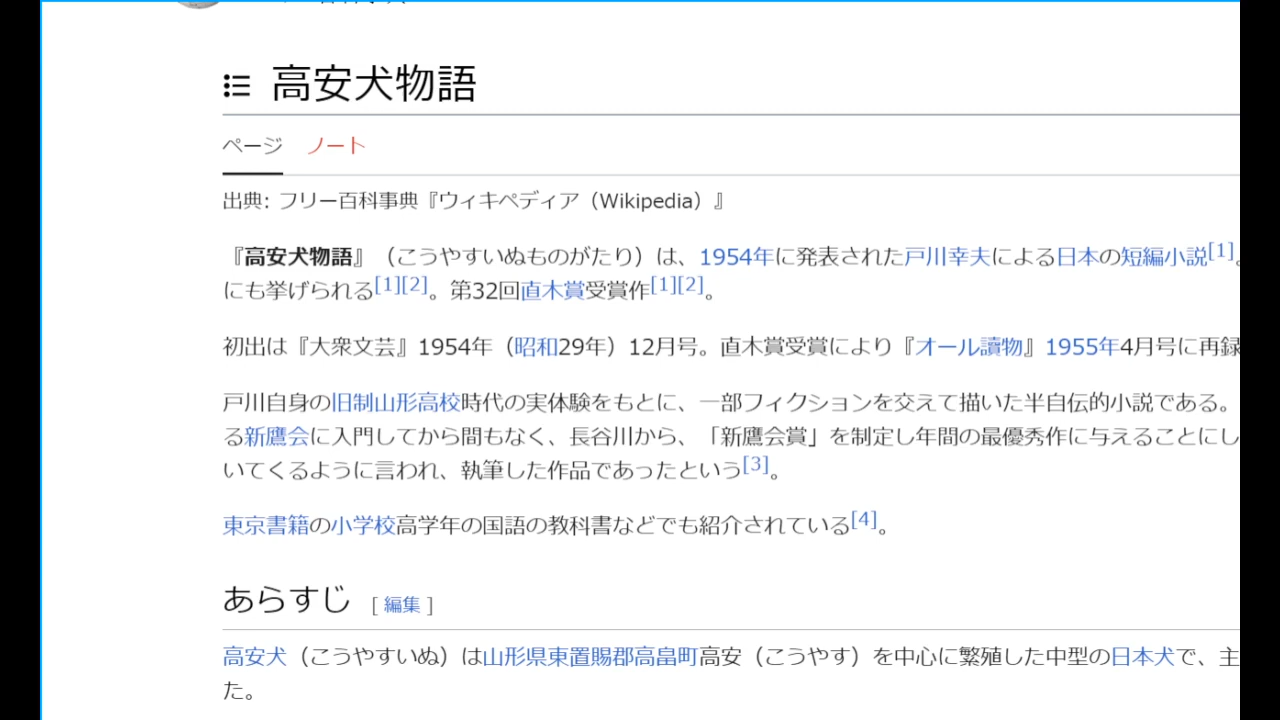 高安犬物語
ページ ノート
出典: フリー百科事典『ウィキペディア（Wikipedia）』
『高安犬物語』（こうやすいぬものがたり）は、1954年に発表された戸川幸夫による日本の短編小説[1]。
にも挙げられる[1][2]。第32回直木賞受賞作[1][2]。
初出は『大衆文芸』1954年（昭和29年）12月号。直木賞受賞により『オール讀物』1955年4月号に再録
戸川自身の旧制山形高校時代の実体験をもとに、一部フィクションを交えて描いた半自伝的小説である。
る新鷹会に入門してから間もなく、長谷川から、「新鷹会賞」を制定し年間の最優秀作に与えることにし
いてくるように言われ、執筆した作品であったという[3]。
東京書籍の小学校高学年の国語の教科書などでも紹介されている[4]。
あらすじ [ 編集 ]
高安犬（こうやすいぬ）は山形県東置賜郡高畠町高安（こうやす）を中心に繁殖した中型の日本犬で、主
た。